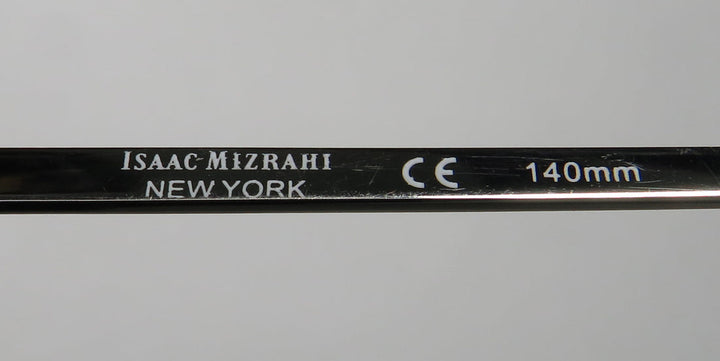 ISAAC MIZRAHI
NEW YORK
CE 140mm